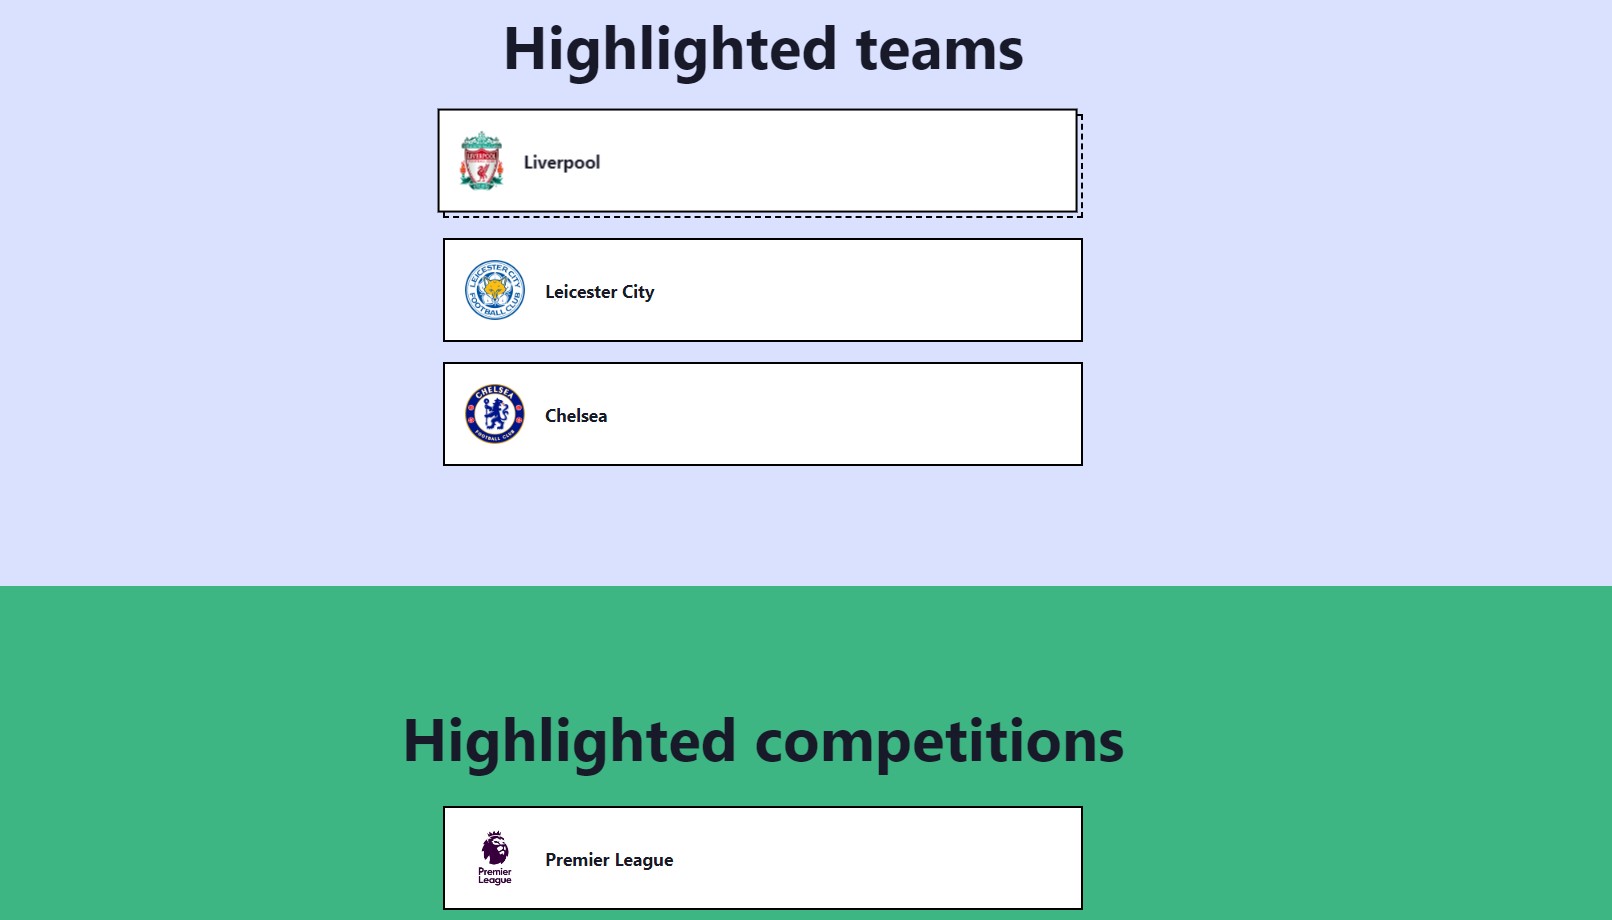 Highlighted teams
LIVERPOOL
Liverpool
LEICESTER CITY
FOOTBALL CLUB
Leicester City
CHELSEA
FOOTBALL CLUB
Chelsea
Highlighted competitions
Premier
League
Premier League